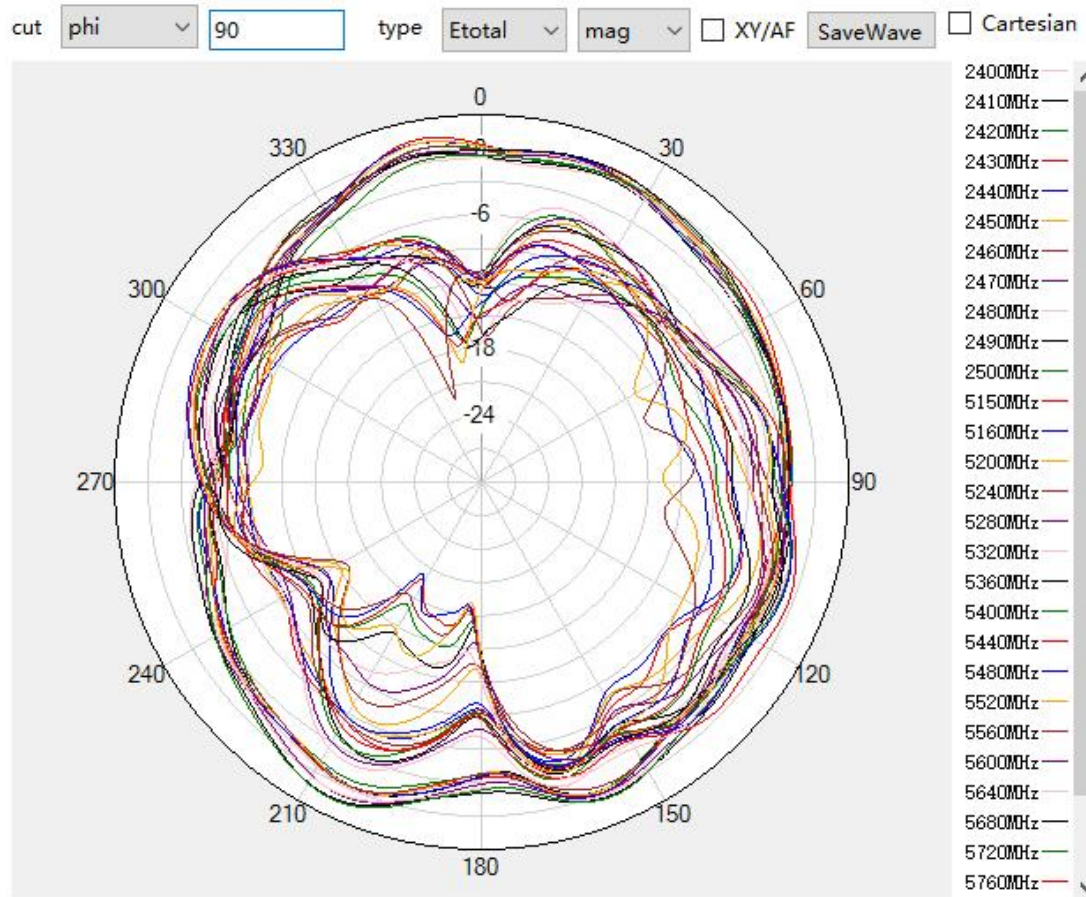 cut phi 90 type Etotal mag XY/AF SaveWave Cartesian
0
330 30
-6
300 60
18
-24
270 90
240 120
210 150
180
2400MHz
2410MHz
2420MHz
2430MHz
2440MHz
2450MHz
2460MHz
2470MHz
2480MHz
2490MHz
2500MHz
5150MHz
5160MHz
5200MHz
5240MHz
5280MHz
5320MHz
5360MHz
5400MHz
5440MHz
5480MHz
5520MHz
5560MHz
5600MHz
5640MHz
5680MHz
5720MHz
5760MHz